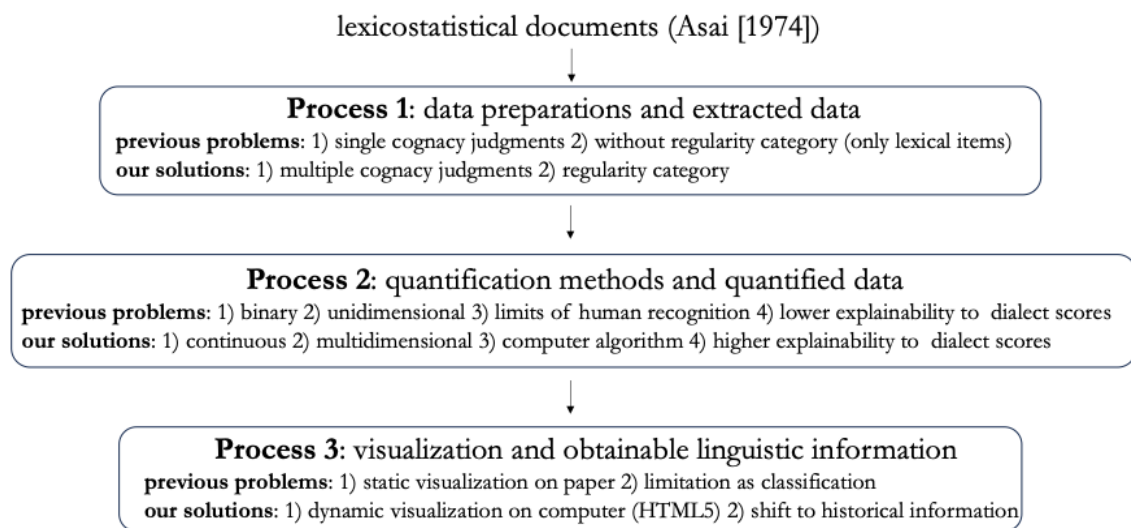 lexicostatistical documents (Asai [1974])
Process 1: data preparations and extracted data
previous problems: 1) single cognacy judgments 2) without regularity category (only lexical items)
our solutions: 1) multiple cognacy judgments 2) regularity category
Process 2: quantification methods and quantified data
previous problems: 1) binary 2) unidimensional 3) limits of human recognition 4) lower explainability to dialect scores
our solutions: 1) continuous 2) multidimensional 3) computer algorithm 4) higher explainability to dialect scores
Process 3: visualization and obtainable linguistic information
previous problems: 1) static visualization on paper 2) limitation as classification
our solutions: 1) dynamic visualization on computer (HTML5) 2) shift to historical information